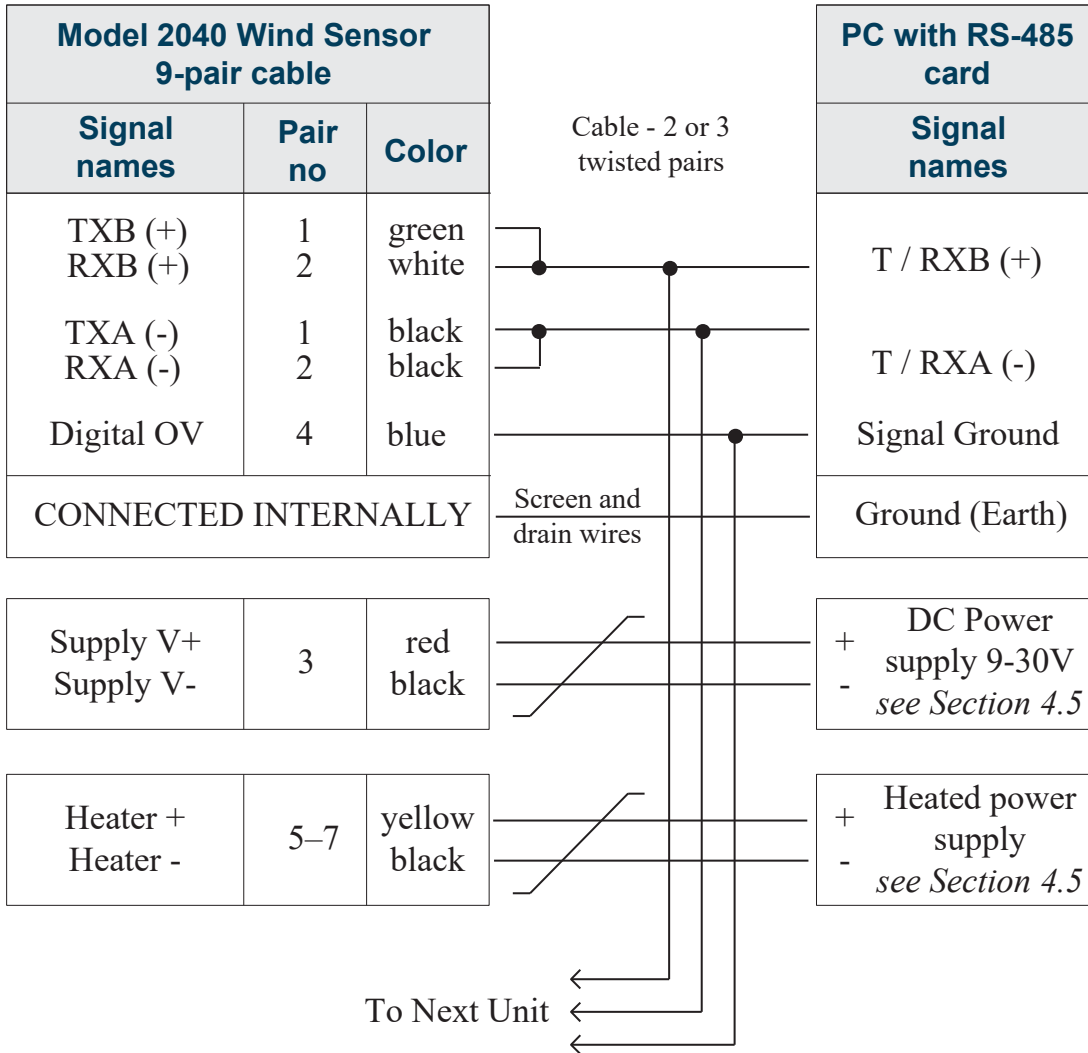 Model 2040 Wind Sensor
9-pair cable
PC with RS-485
card
Signal
names
Pair
no
Color
Cable - 2 or 3
twisted pairs
Signal
names
TXB (+) 1 green
RXB (+) 2 white
T / RXB (+)
TXA (-) 1 black
RXA (-) 2 black
T / RXA (-)
Digital OV 4 blue
Signal Ground
CONNECTED INTERNALLY
Screen and
drain wires
Ground (Earth)
Supply V+
Supply V-
3
red
black
+
-
DC Power
supply 9-30V
see Section 4.5
Heater +
Heater -
5–7
yellow
black
+
-
Heated power
supply
see Section 4.5
To Next Unit